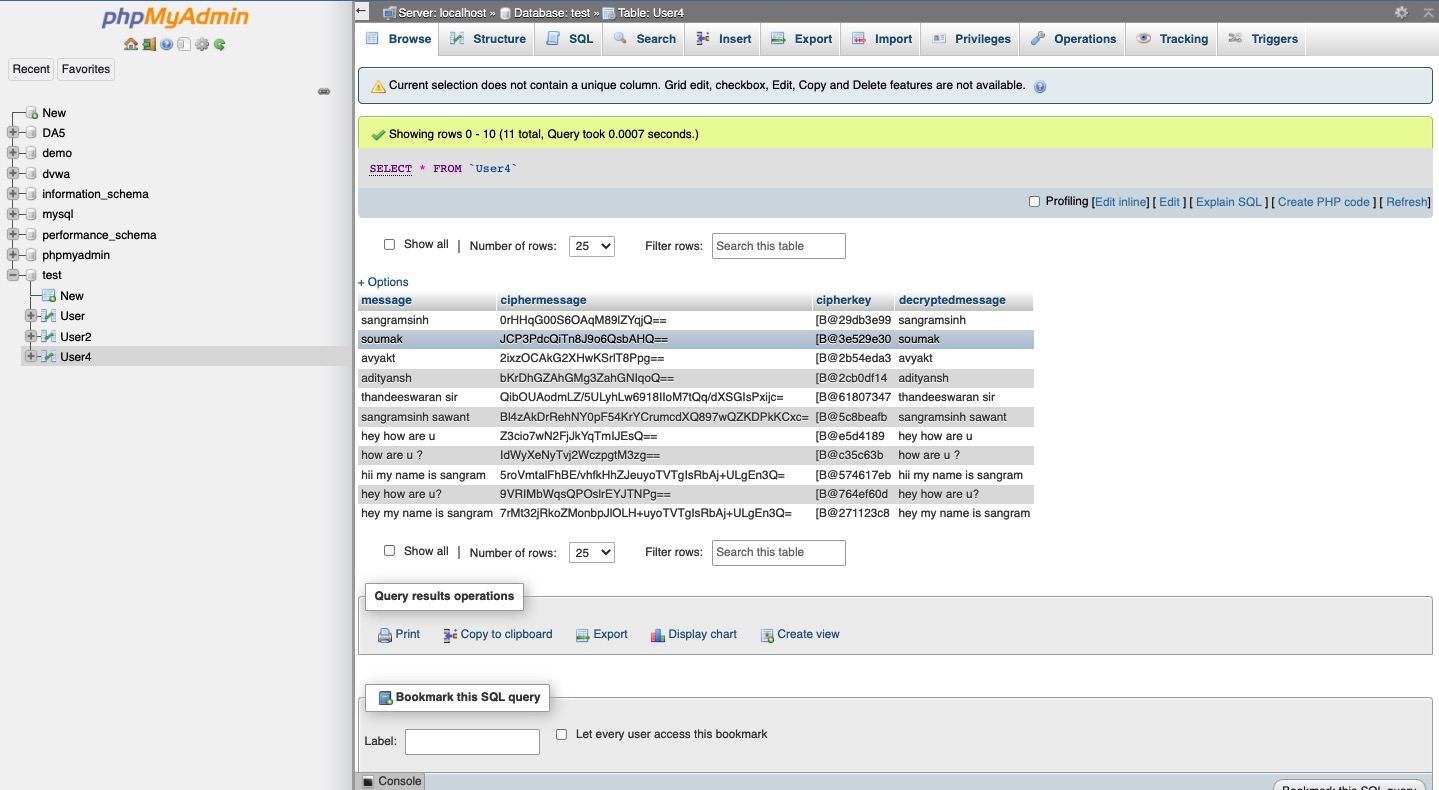 phpMyAdmin
Recent Favorites
New
DA5
demo
dvwa
information_schema
mysql
performance_schema
phpmyadmin
test
New
User
User2
User4
Server: localhost » Database: test » Table: User4
Browse Structure SQL Search Insert Export Import Privileges Operations Tracking Triggers
Current selection does not contain a unique column. Grid edit, checkbox, Edit, Copy and Delete features are not available.
Showing rows 0 - 10 (11 total, Query took 0.0007 seconds.)
SELECT * FROM `User4`
Profiling [Edit inline] [ Edit ] [ Explain SQL ] [ Create PHP code ] [ Refresh]
Show all | Number of rows: 25 Filter rows: Search this table
+ Options
message ciphermessage cipherkey decryptedmessage
sangramsinh 0rHHqG00S6OAqM89lZYqjQ== [B@29db3e99 sangramsinh
soumak JCP3PdcQiTn8J9o6QsbAHQ== [B@3e529e30 soumak
avyakt 2ixzOCAkG2XHwKSrlT8Ppg== [B@2b54eda3 avyakt
adityansh bKrDhGZAhGMg3ZahGNlqoQ== [B@2cb0df14 adityansh
thandeeswaran sir QibOUAodmLZ/5ULyhLw6918IIoM7tQq/dXSGIsPxijc= [B@61807347 thandeeswaran sir
sangramsinh sawant Bl4zAkDrRehNY0pF54KrYCrumcdXQ897wQZKDPkKCxc= [B@5c8beafb sangramsinh sawant
hey how are u Z3cio7wN2FjJkYqTmIJEsQ== [B@e5d4189 hey how are u
how are u ? IdWyXeNyTvj2WczpgtM3zg== [B@c35c63b how are u ?
hii my name is sangram 5roVmtalFhBE/vhfkHhZJeuyoTVTgIsRbAj+ULgEn3Q= [B@574617eb hii my name is sangram
hey how are u? 9VRIMbWqsQPOslrEYJTNPg== [B@764ef60d hey how are u?
hey my name is sangram 7rMt32jRkoZMonbpJlOLH+uyoTVTgIsRbAj+ULgEn3Q= [B@271123c8 hey my name is sangram
Show all | Number of rows: 25 Filter rows: Search this table
Query results operations
Print Copy to clipboard Export Display chart Create view
Bookmark this SQL query
Label: Let every user access this bookmark
Console
Bookmark this SQL query